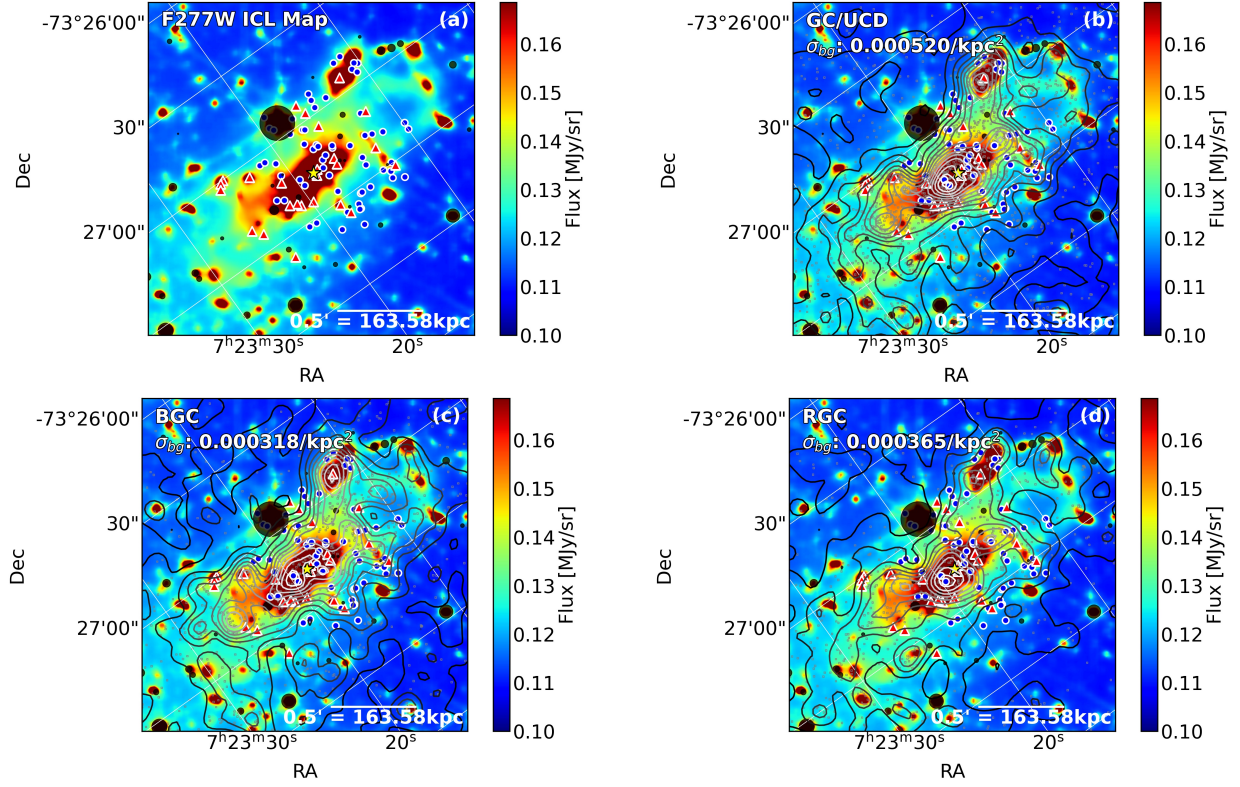 F277W ICL Map (a)
-73°26'00"
30"
27'00"
Dec
7ʰ23ᵐ30ˢ 20ˢ
RA
0.5' = 163.58kpc
0.16
0.15
0.14
0.13
0.12
0.11
0.10
Flux [MJy/sr]
GC/UCD (b)
σbg: 0.000520/kpc²
-73°26'00"
30"
27'00"
Dec
7ʰ23ᵐ30ˢ 20ˢ
RA
0.5' = 163.58kpc
0.16
0.15
0.14
0.13
0.12
0.11
0.10
Flux [MJy/sr]
BGC (c)
σbg: 0.000318/kpc²
-73°26'00"
30"
27'00"
Dec
7ʰ23ᵐ30ˢ 20ˢ
RA
0.5' = 163.58kpc
0.16
0.15
0.14
0.13
0.12
0.11
0.10
Flux [MJy/sr]
RGC (d)
σbg: 0.000365/kpc²
-73°26'00"
30"
27'00"
Dec
7ʰ23ᵐ30ˢ 20ˢ
RA
0.5' = 163.58kpc
0.16
0.15
0.14
0.13
0.12
0.11
0.10
Flux [MJy/sr]